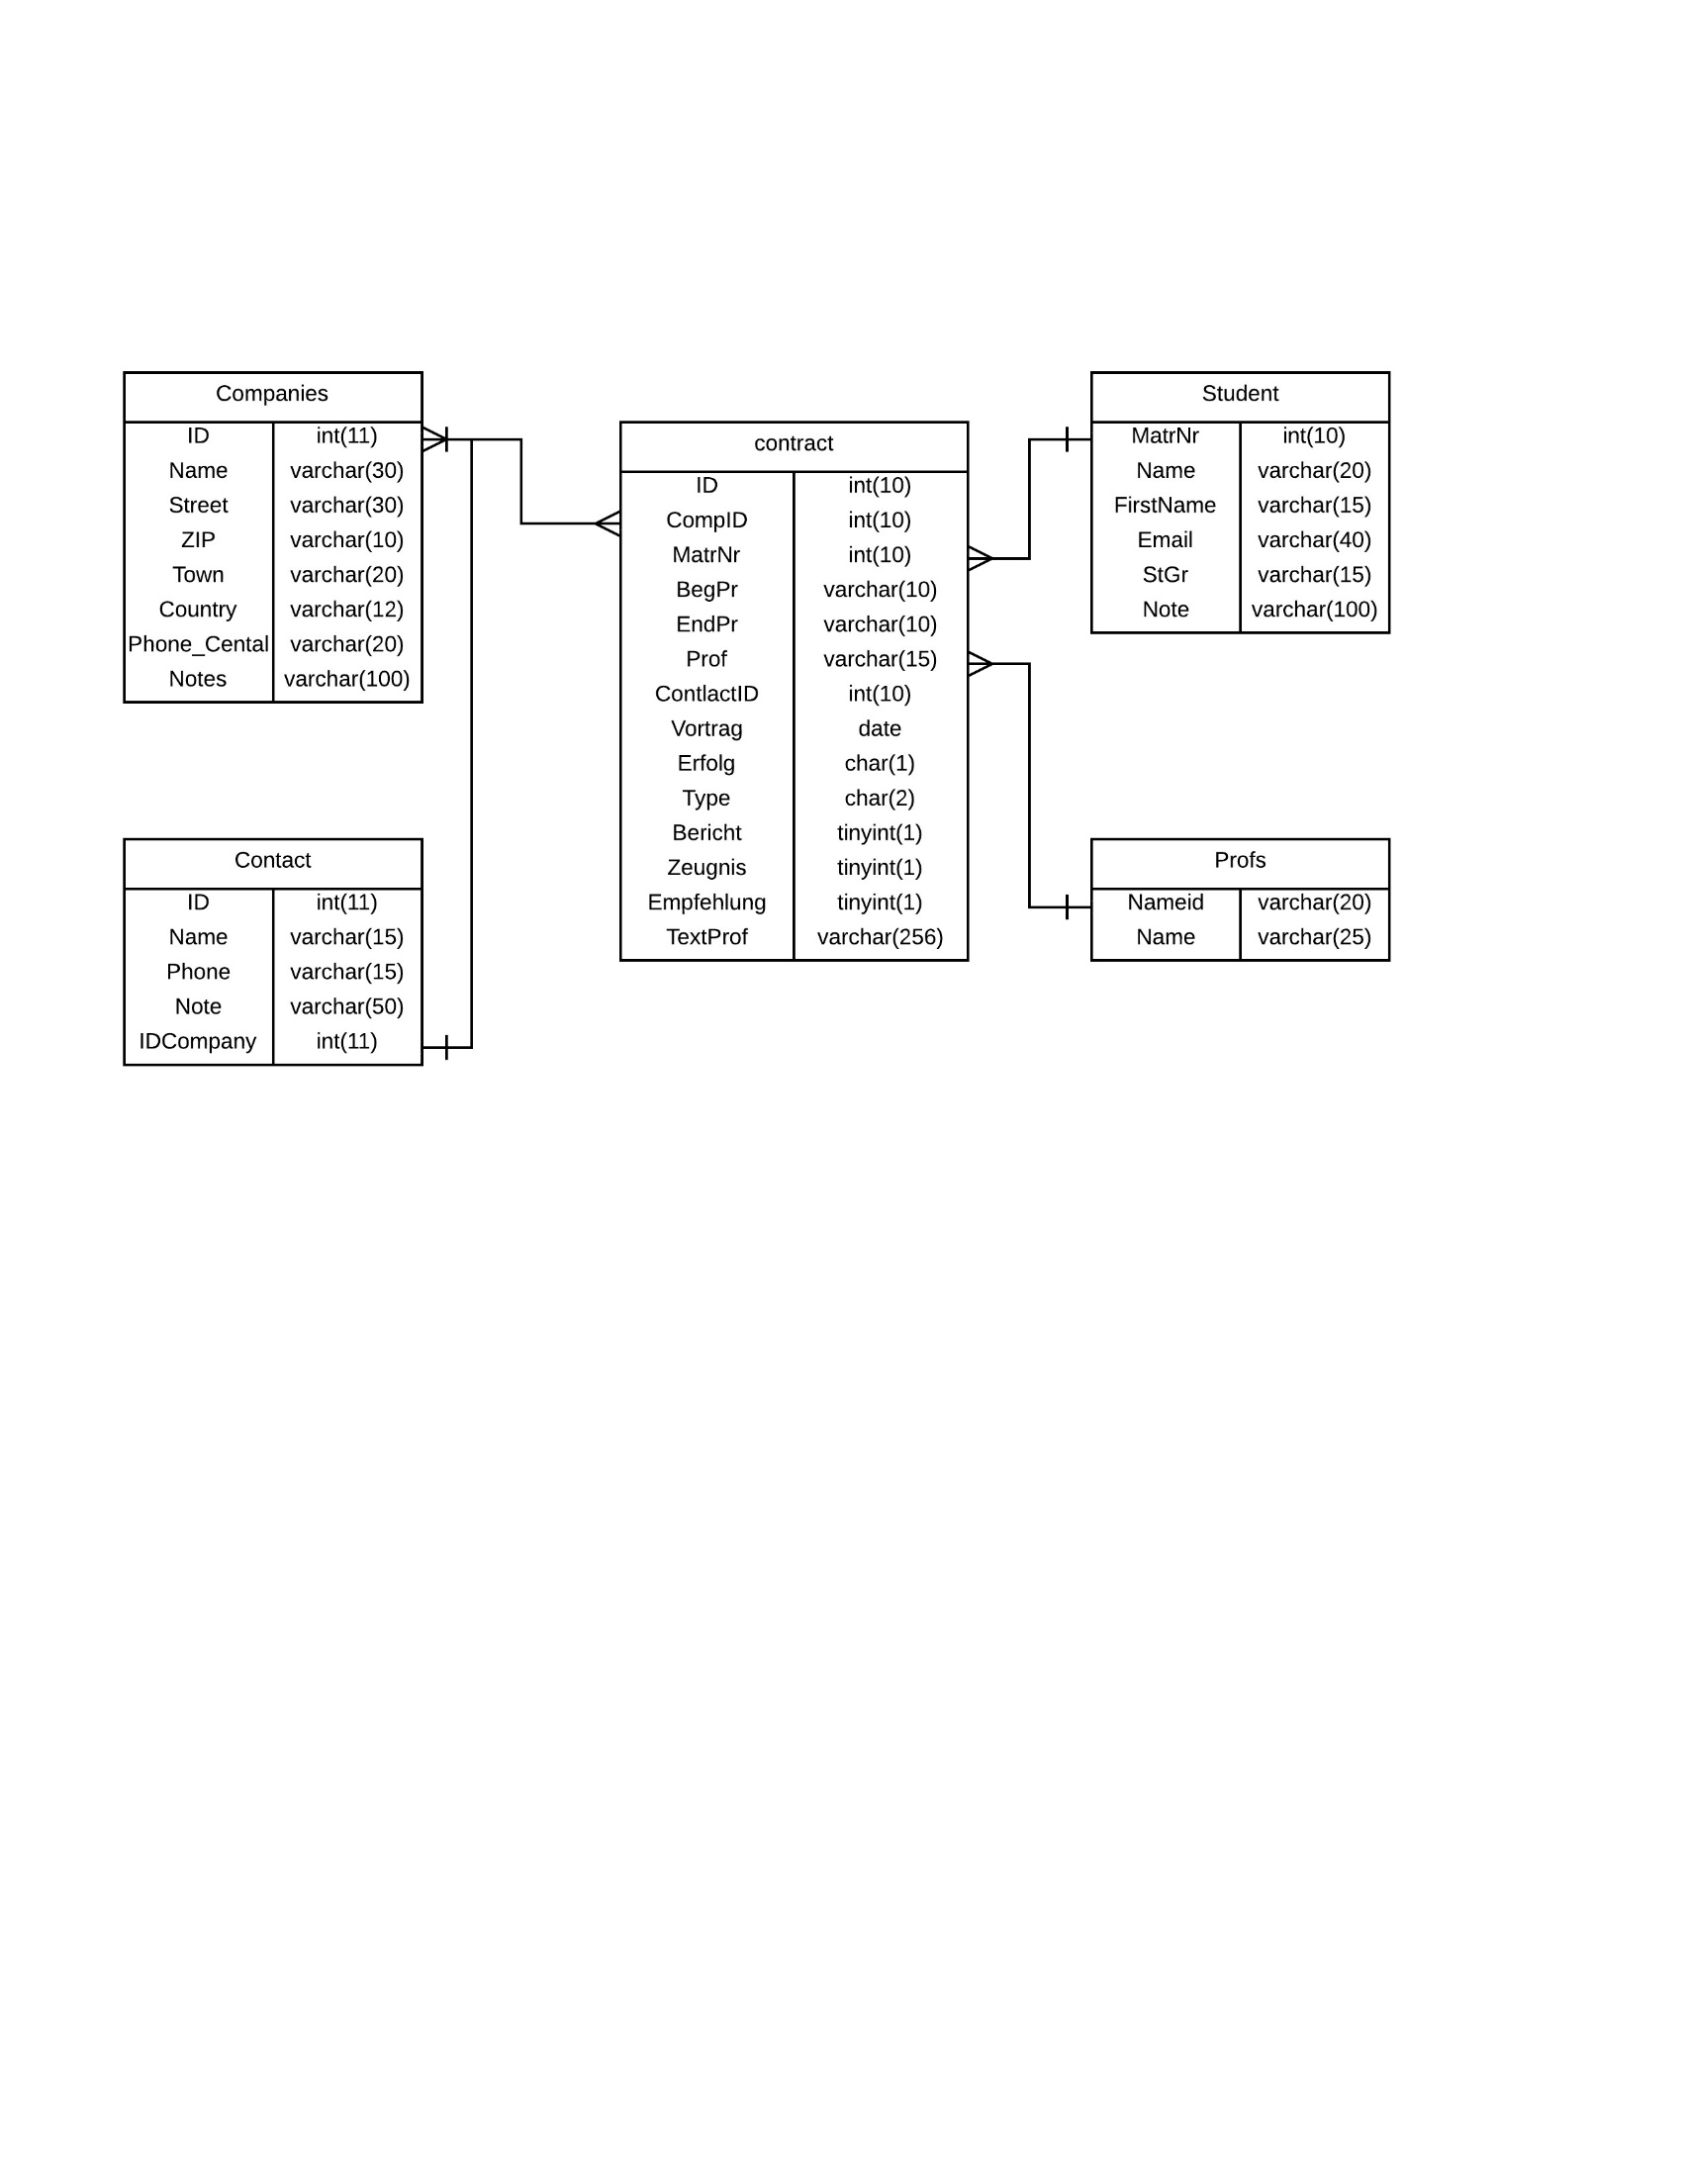 Companies
ID int(11)
Name varchar(30)
Street varchar(30)
ZIP varchar(10)
Town varchar(20)
Country varchar(12)
Phone_Cental varchar(20)
Notes varchar(100)
Contact
ID int(11)
Name varchar(15)
Phone varchar(15)
Note varchar(50)
IDCompany int(11)
contract
ID int(10)
CompID int(10)
MatrNr int(10)
BegPr varchar(10)
EndPr varchar(10)
Prof varchar(15)
ContlactID int(10)
Vortrag date
Erfolg char(1)
Type char(2)
Bericht tinyint(1)
Zeugnis tinyint(1)
Empfehlung tinyint(1)
TextProf varchar(256)
Student
MatrNr int(10)
Name varchar(20)
FirstName varchar(15)
Email varchar(40)
StGr varchar(15)
Note varchar(100)
Profs
Nameid varchar(20)
Name varchar(25)